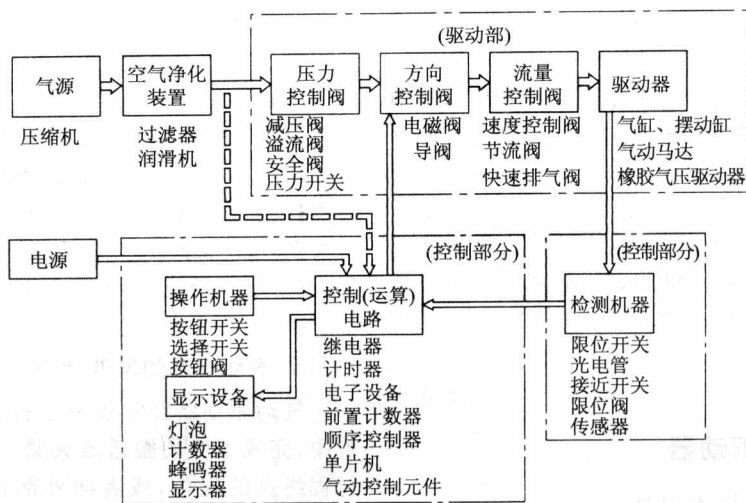 (驱动部)
气源
压缩机
空气净化
装置
过滤器
润滑机
压力
控制阀
减压阀
溢流阀
安全阀
压力开关
方向
控制阀
电磁阀
导阀
流量
控制阀
速度控制阀
节流阀
快速排气阀
驱动器
气缸、摆动缸
气动马达
橡胶气压驱动器
电源
(控制部分)
操作机器
按钮开关
选择开关
按钮阀
显示设备
灯泡
计数器
蜂鸣器
显示器
控制(运算)
电路
继电器
计时器
电子设备
前置计数器
顺序控制器
单片机
气动控制元件
(控制部分)
检测机器
限位开关
光电管
接近开关
限位阀
传感器